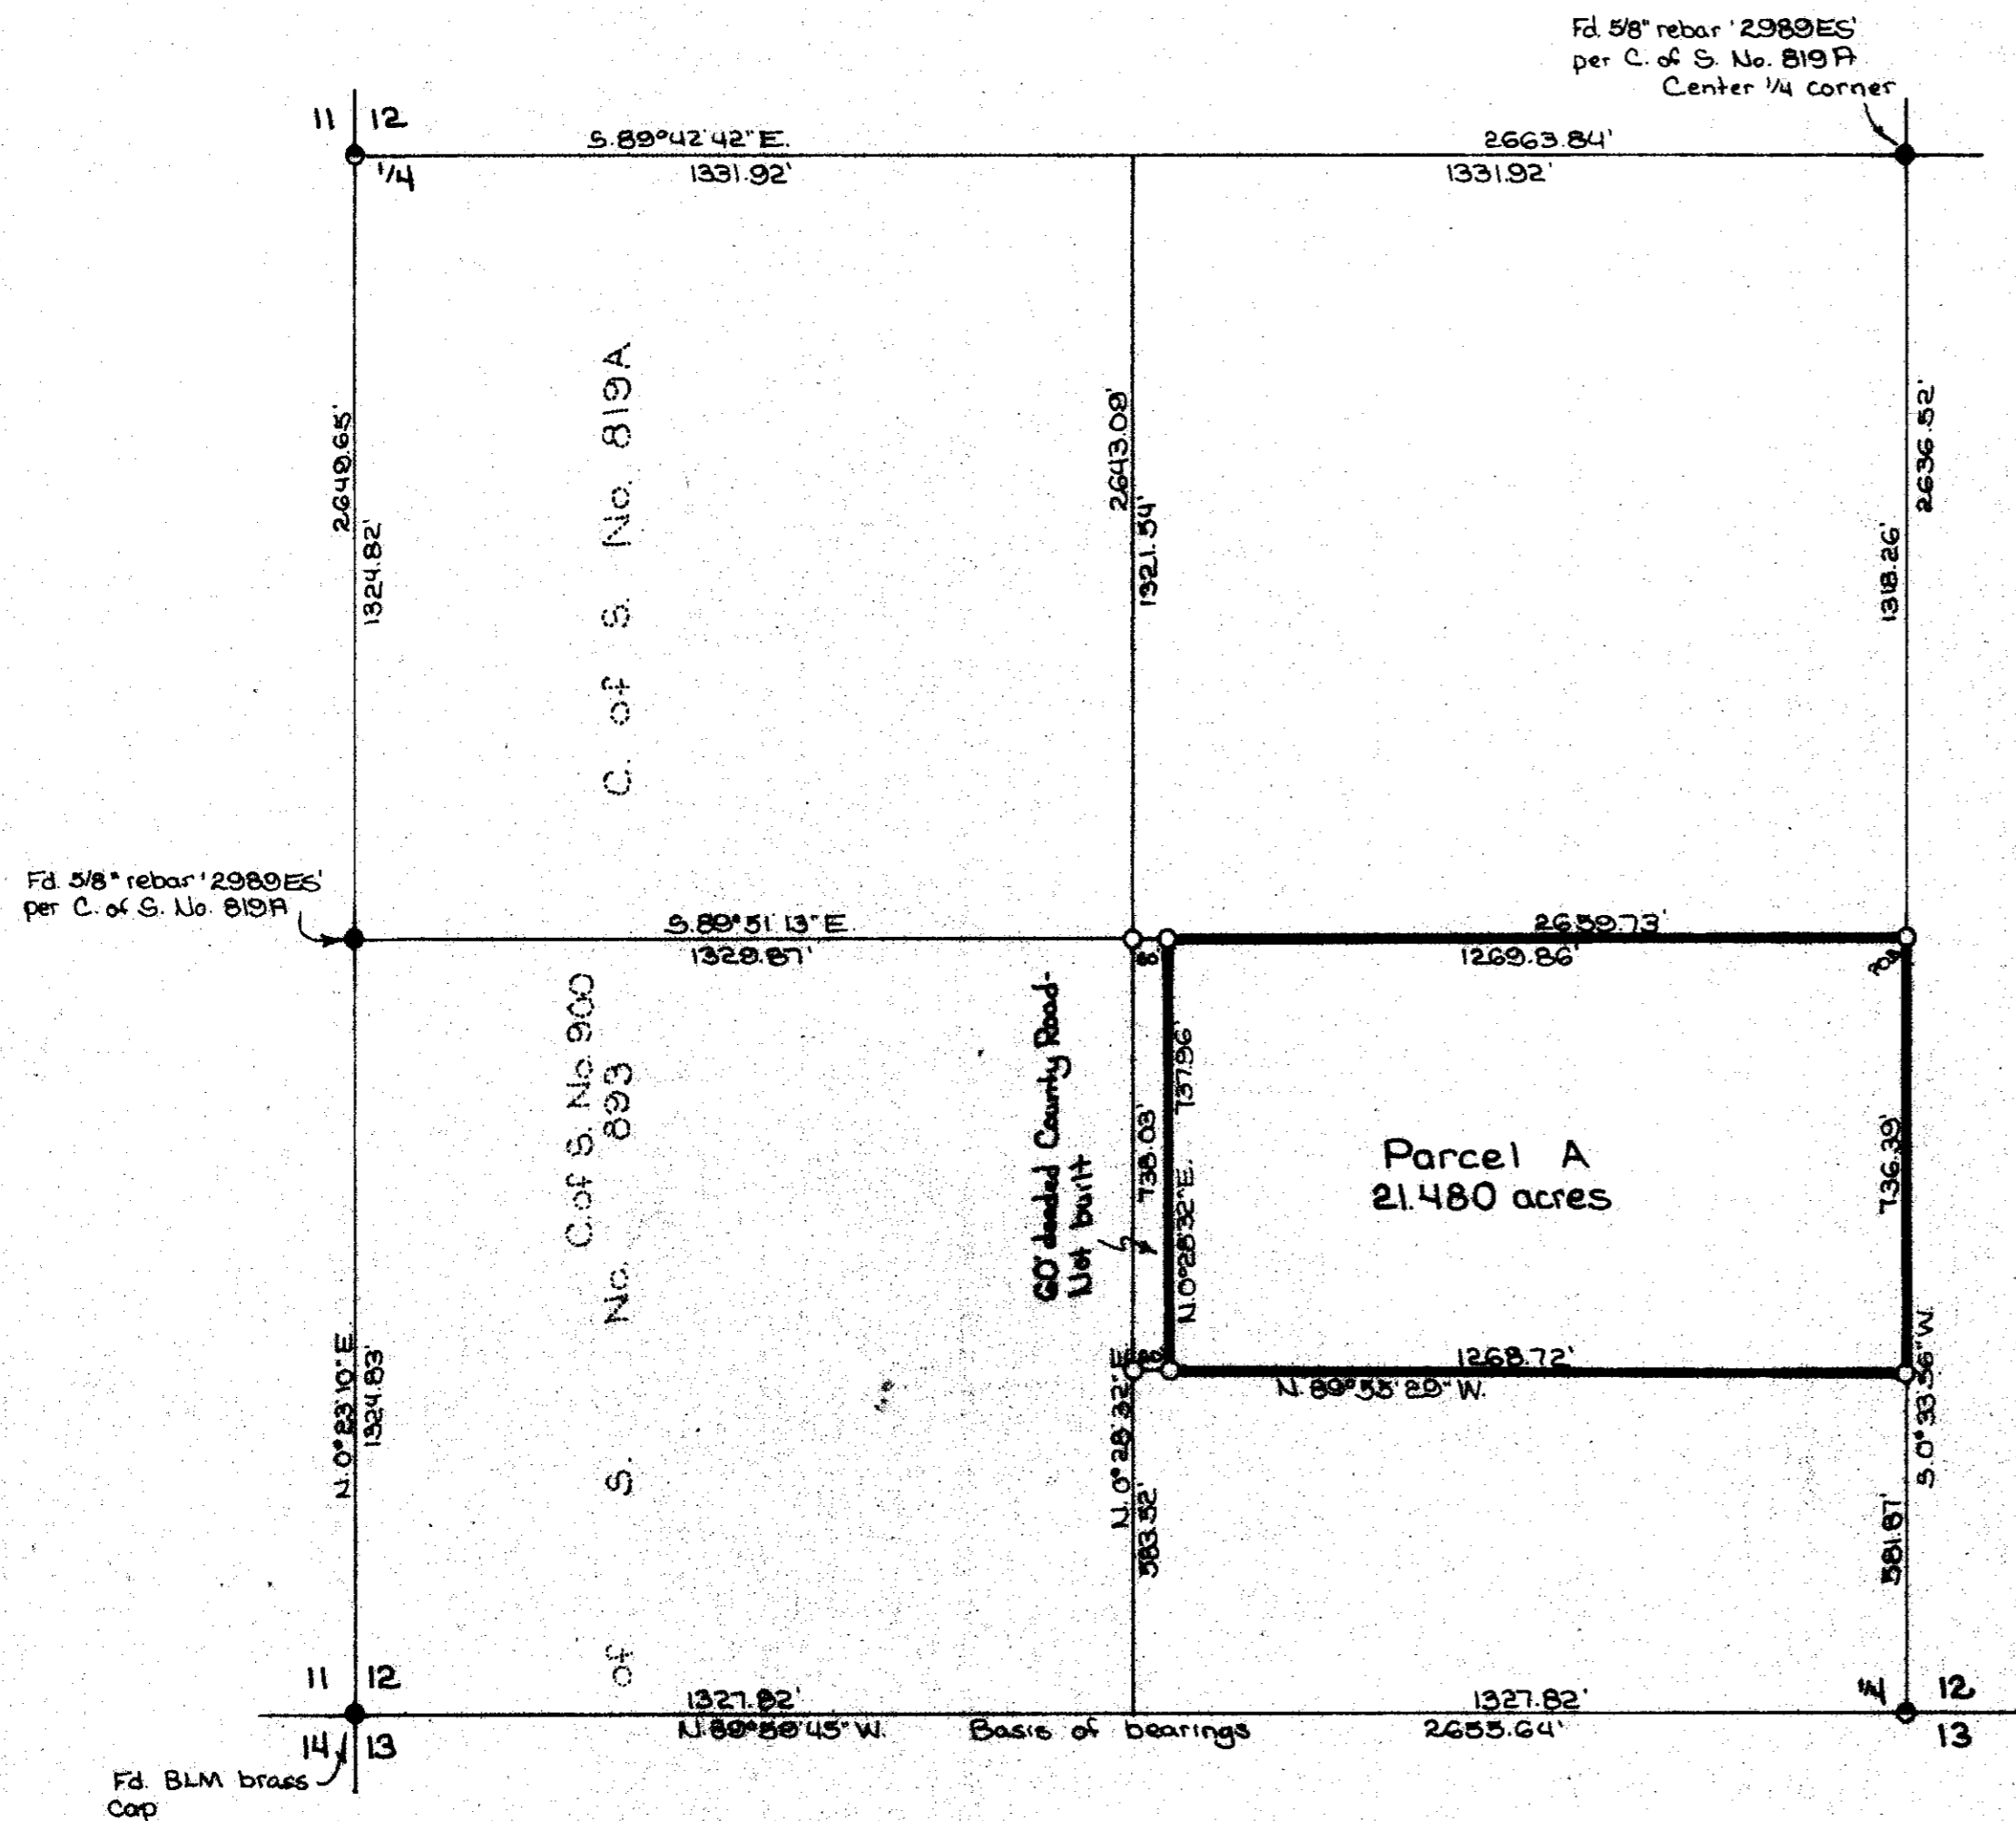 Fd. 5/8" rebar '2989ES'
per C. of S. No. 819A
Center 1/4 corner
11 12
1/4
S.89°42'42"E.
2663.84'
1331.92'
1331.92'
2649.65'
1324.82'
C. of S. No. 819A
2643.09'
1321.54'
2636.52'
1318.26'
Fd. 5/8" rebar '2989ES'
per C. of S. No. 819A
S.89°51'13"E.
2659.73'
1329.87'
60'
1269.86'
C. of S. No. 900
of S. No. 893
60' deeded County Road-
Not built
738.03'
N.0°28'32"E. 737.96'
Parcel A
21.480 acres
736.39'
1268.72'
N.89°55'29"W.
N.0°23'10"E.
1324.83'
N.0°28'32"E.
583.52'
S.0°33'56"W.
581.87'
11 12
14 13
1327.82'
N.89°59'45"W.
Basis of bearings
1327.82'
2655.64'
1/4 12
13
Fd. BLM brass
Cap